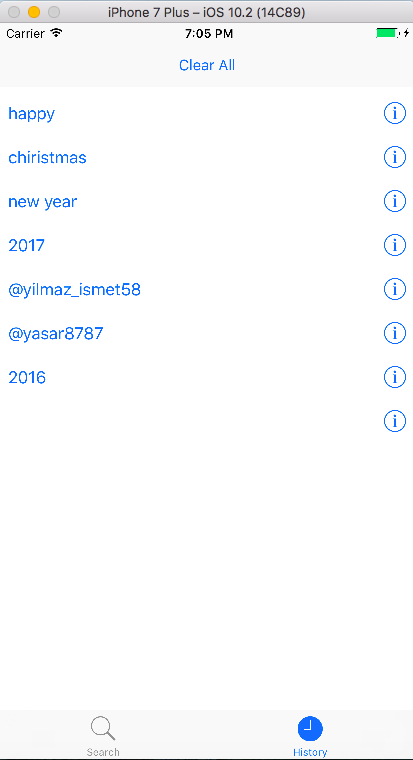 iPhone 7 Plus – iOS 10.2 (14C89)
Carrier 7:05 PM
Clear All
happy
chiristmas
new year
2017
@yilmaz_ismet58
@yasar8787
2016
Search History